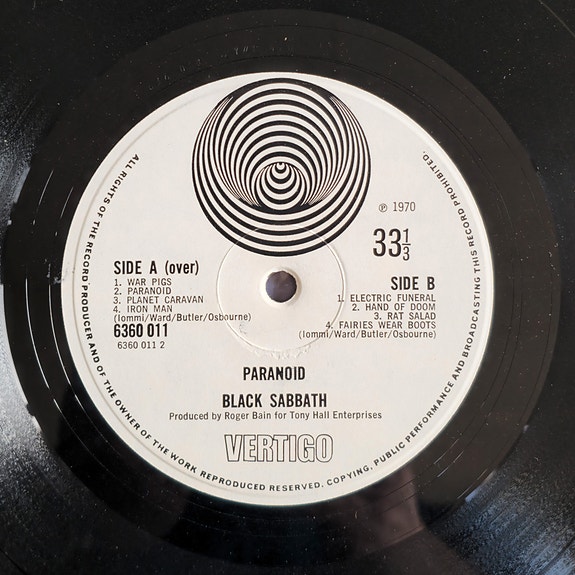 ALL RIGHTS OF THE RECORD PRODUCER AND OF THE OWNER OF THE WORK REPRODUCED RESERVED. COPYING, PUBLIC PERFORMANCE AND BROADCASTING THIS RECORD PROHIBITED.
℗ 1970
33⅓
SIDE A (over)
1. WAR PIGS
2. PARANOID
3. PLANET CARAVAN
4. IRON MAN
(Iommi/Ward/Butler/Osbourne)
6360 011
6360 011 2
SIDE B
1. ELECTRIC FUNERAL
2. HAND OF DOOM
3. RAT SALAD
4. FAIRIES WEAR BOOTS
(Iommi/Ward/Butler/Osbourne)
PARANOID
BLACK SABBATH
Produced by Roger Bain for Tony Hall Enterprises
VERTIGO